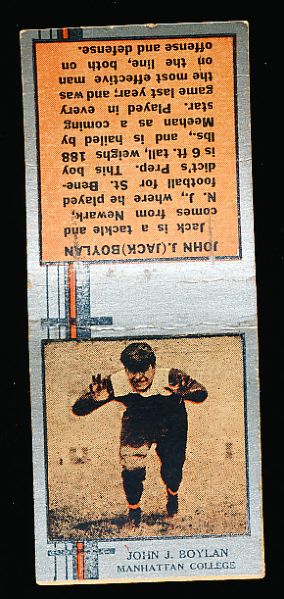 JOHN J. (JACK) BOYLAN
Jack is a tackle and
comes from Newark,
N. J., where he played
football for St. Bene-
dict's Prep. This boy
is 6 ft. tall, weighs 188
lbs., and is hailed by
Meehan as a coming
star. Played in every
game last year; and was
the most effective man
on the, line, both on
offense and defense.
JOHN J. BOYLAN
MANHATTAN COLLEGE